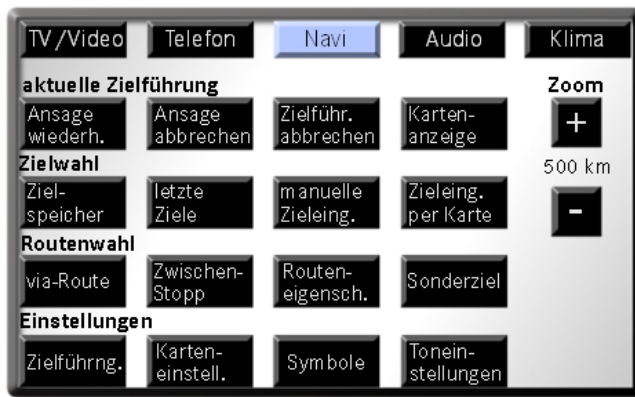 TV/Video Telefon Navi Audio Klima
aktuelle Zielführung Zoom
Ansage wiederh.
Ansage abbrechen
Zielführ. abbrechen
Karten-
anzeige
+
Zielwahl
500 km
Ziel-
speicher
letzte
Ziele
manuelle
Zieleing.
Zieleing.
per Karte
-
Routenwahl
via-Route
Zwischen-
Stopp
Routen-
eigensch.
Sonderziel
Einstellungen
Zielführng.
Karten-
einstell.
Symbole
Tonein-
stellungen